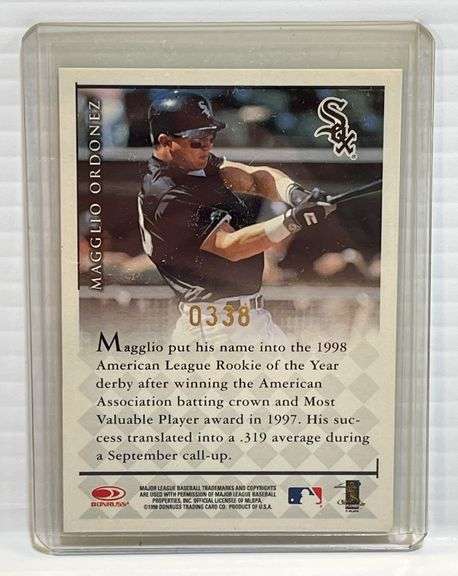 MAGGLIO ORDONEZ
Sox
0338
Magglio put his name into the 1998
American League Rookie of the Year
derby after winning the American
Association batting crown and Most
Valuable Player award in 1997. His suc-
cess translated into a .319 average during
a September call-up.
DONRUSS
MAJOR LEAGUE BASEBALL TRADEMARKS AND COPYRIGHTS
ARE USED WITH PERMISSION OF MAJOR LEAGUE BASEBALL
PROPERTIES, INC. OFFICIAL LICENSEE OF MLBPA.
©1998 DONRUSS TRADING CARD CO. PRODUCT OF U.S.A.